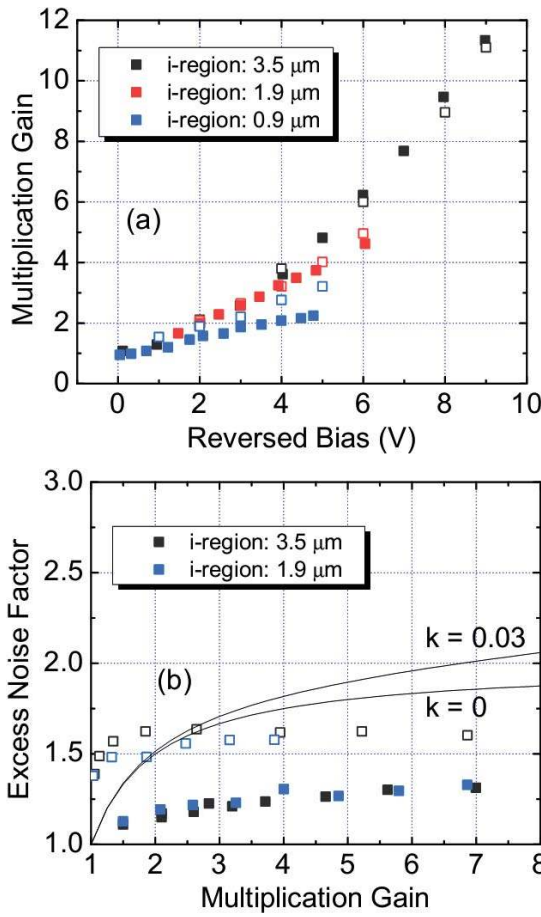 12
10
8
6
4
2
0
Multiplication Gain
i-region: 3.5 μm
i-region: 1.9 μm
i-region: 0.9 μm
(a)
0 2 4 6 8 10
Reversed Bias (V)
3.0
2.5
2.0
1.5
1.0
Excess Noise Factor
i-region: 3.5 μm
i-region: 1.9 μm
k = 0.03
k = 0
(b)
1 2 3 4 5 6 7 8
Multiplication Gain